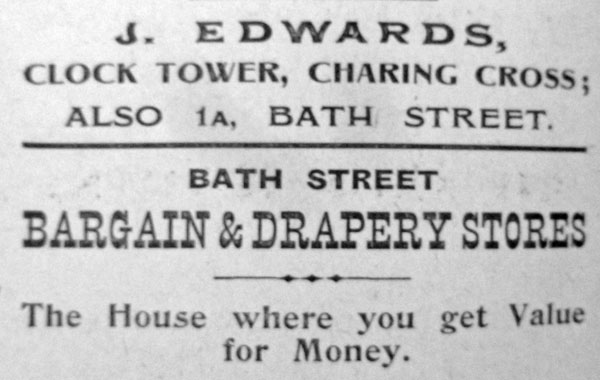 J. EDWARDS,
CLOCK TOWER, CHARING CROSS;
ALSO 1A, BATH STREET.
BATH STREET
BARGAIN & DRAPERY STORES
The House where you get Value
for Money.